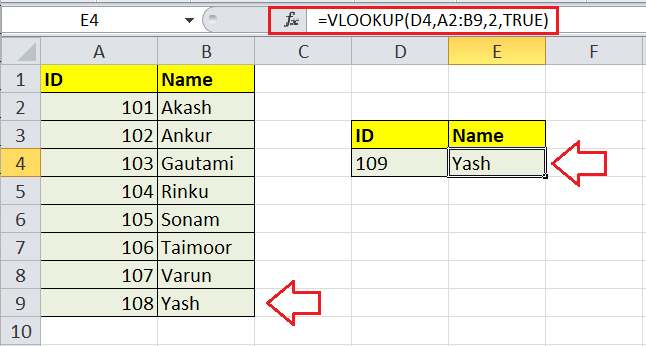 E4 fx =VLOOKUP(D4,A2:B9,2,TRUE)
A B C D E F
1 ID Name
2 101 Akash
3 102 Ankur ID Name
4 103 Gautami 109 Yash
5 104 Rinku
6 105 Sonam
7 106 Taimoor
8 107 Varun
9 108 Yash
10